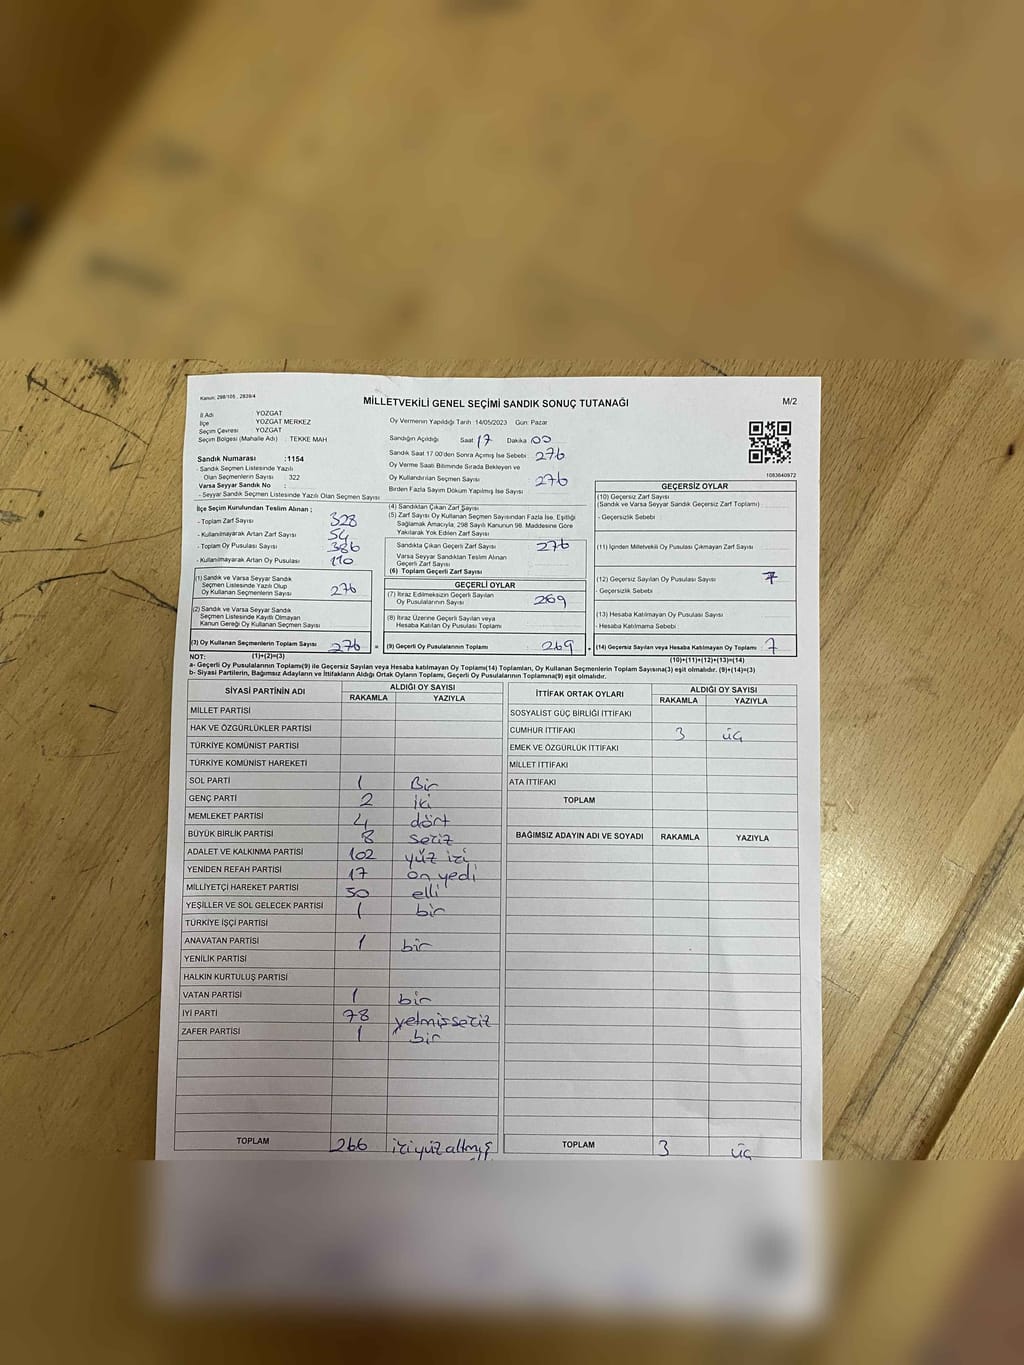 Kanun: 298/105 , 2839/4
MİLLETVEKİLİ GENEL SEÇİMİ SANDIK SONUÇ TUTANAĞI
M/2
İl Adı YOZGAT
İlçe YOZGAT MERKEZ
Seçim Çevresi YOZGAT
Seçim Bölgesi (Mahalle Adı) : TEKKE MAH
Sandık Numarası :1154
- Sandık Seçmen Listesinde Yazılı
Olan Seçmenlerin Sayısı : 322
Varsa Seyyar Sandık No :
- Seyyar Sandık Seçmen Listesinde Yazılı Olan Seçmen Sayısı
Oy Vermenin Yapıldığı Tarih :14/05/2023 Gün: Pazar
Sandığın Açıldığı Saat 17 Dakika 00
Sandık Saat 17 00'den Sonra Açımış İse Sebebi : 276
Oy Verme Saati Bitiminde Sırada Bekleyen ve
Oy Kullandırılan Seçmen Sayısı 276
Birden Fazla Sayım Döküm Yapılmış İse Sayısı
1083640972
İlçe Seçim Kurulundan Teslim Alınan ;
- Toplam Zarf Sayısı 328
- Kullanılmayarak Artan Zarf Sayısı 54
- Toplam Oy Pusulası Sayısı 386
- Kullanılmayarak Artan Oy Pusulası 110
(1) Sandık ve Varsa Seyyar Sandık
Seçmen Listesinde Yazılı Olup
Oy Kullanan Seçmenlerin Sayısı 276
(2) Sandık ve Varsa Seyyar Sandık
Seçmen Listesinde Kayıtlı Olmayan
Kanun Gereği Oy Kullanan Seçmen Sayısı
(3) Oy Kullanan Seçmenlerin Toplam Sayısı 276 =
(4) Sandıktan Çıkan Zarf Sayısı
(5) Zarf Sayısı Oy Kullanan Seçmen Sayısından Fazla İse, Eşitliği
Sağlamak Amacıyla, 298 Sayılı Kanunun 98. Maddesine Göre
Yakılarak Yok Edilen Zarf Sayısı
Sandıkta Çıkan Geçerli Zarf Sayısı 276
Varsa Seyyar Sandıktan Teslim Alınan
Geçerli Zarf Sayısı
(6) Toplam Geçerli Zarf Sayısı
GEÇERLİ OYLAR
(7) İtiraz Edilmeksizin Geçerli Sayılan
Oy Pusulalarının Sayısı 269
(8) İtiraz Üzerine Geçerli Sayılan veya
Hesaba Katılan Oy Pusulası Toplamı
(9) Geçerli Oy Pusulalarının Toplamı 269 +
GEÇERSİZ OYLAR
(10) Geçersiz Zarf Sayısı
(Sandık ve Varsa Seyyar Sandık Geçersiz Zarf Toplamı)
- Geçersizlik Sebebi
(11) İçinden Milletvekili Oy Pusulası Çıkmayan Zarf Sayısı
(12) Geçersiz Sayılan Oy Pusulası Sayısı 7
- Geçersizlik Sebebi
(13) Hesaba Katılmayan Oy Pusulası Sayısı
- Hesaba Katılmama Sebebi
(14) Geçersiz Sayılan veya Hesaba Katılmayan Oy Toplamı 7
NOT: (1)+(2)=(3) (10)+(11)+(12)+(13)=(14)
a- Geçerli Oy Pusulalarının Toplamı(9) ile Geçersiz Sayılan veya Hesaba katılmayan Oy Toplamı(14) Toplamları, Oy Kullanan Seçmenlerin Toplam Sayısına(3) eşit olmalıdır. (9)+(14)=(3)
b- Siyasi Partilerin, Bağımsız Adayların ve İttifakların Aldığı Ortak Oyların Toplamı, Geçerli Oy Pusulalarının Toplamına(9) eşit olmalıdır.
SİYASİ PARTİNİN ADI ALDIĞI OY SAYISI
RAKAMLA YAZIYLA
MİLLET PARTİSİ
HAK VE ÖZGÜRLÜKLER PARTİSİ
TÜRKİYE KOMÜNİST PARTİSİ
TÜRKİYE KOMÜNİST HAREKETİ
SOL PARTİ 1 Bir
GENÇ PARTİ 2 iki
MEMLEKET PARTİSİ 4 dört
BÜYÜK BİRLİK PARTİSİ 8 sekiz
ADALET VE KALKINMA PARTİSİ 102 yüz iki
YENİDEN REFAH PARTİSİ 17 on yedi
MİLLİYETÇİ HAREKET PARTİSİ 50 elli
YEŞİLLER VE SOL GELECEK PARTİSİ 1 bir
TÜRKİYE İŞÇİ PARTİSİ
ANAVATAN PARTİSİ 1 bir
YENİLİK PARTİSİ
HALKIN KURTULUŞ PARTİSİ
VATAN PARTİSİ 1 bir
İYİ PARTİ 78 yetmişsekiz
ZAFER PARTİSİ 1 bir
TOPLAM 266 ikiyüzaltmış
İTTİFAK ORTAK OYLARI ALDIĞI OY SAYISI
RAKAMLA YAZIYLA
SOSYALİST GÜÇ BİRLİĞİ İTTİFAKI
CUMHUR İTTİFAKI 3 üç
EMEK VE ÖZGÜRLÜK İTTİFAKI
MİLLET İTTİFAKI
ATA İTTİFAKI
TOPLAM
BAĞIMSIZ ADAYIN ADI VE SOYADI RAKAMLA YAZIYLA
TOPLAM 3 üç